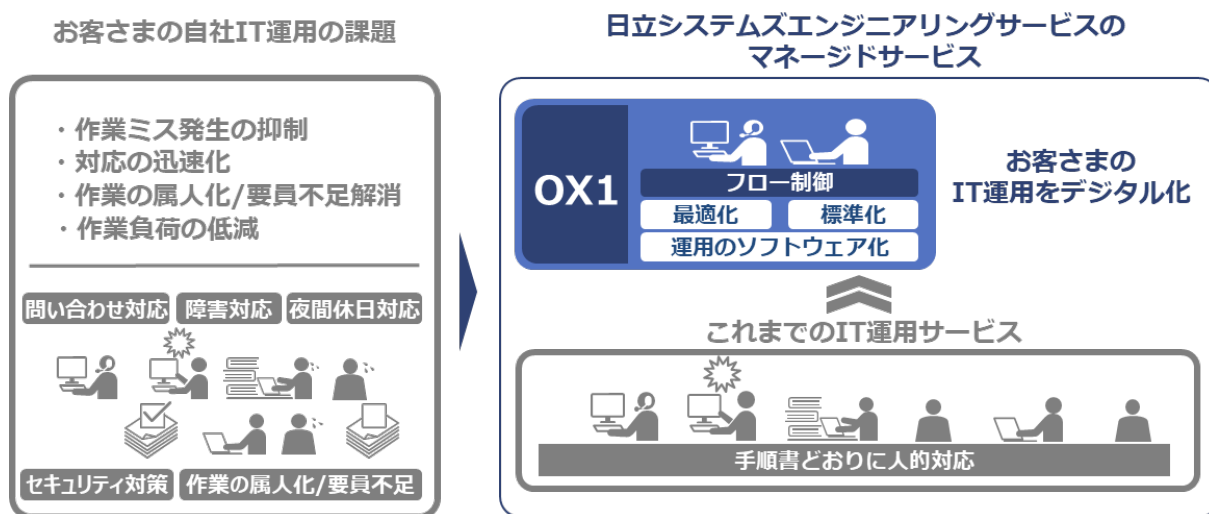 お客さまの自社IT運用の課題
・作業ミス発生の抑制
・対応の迅速化
・作業の属人化/要員不足解消
・作業負荷の低減
問い合わせ対応 障害対応 夜間休日対応
セキュリティ対策 作業の属人化/要員不足
日立システムズエンジニアリングサービスの
マネージドサービス
OX1
フロー制御
最適化 標準化
運用のソフトウェア化
お客さまの
IT運用をデジタル化
これまでのIT運用サービス
手順書どおりに人的対応